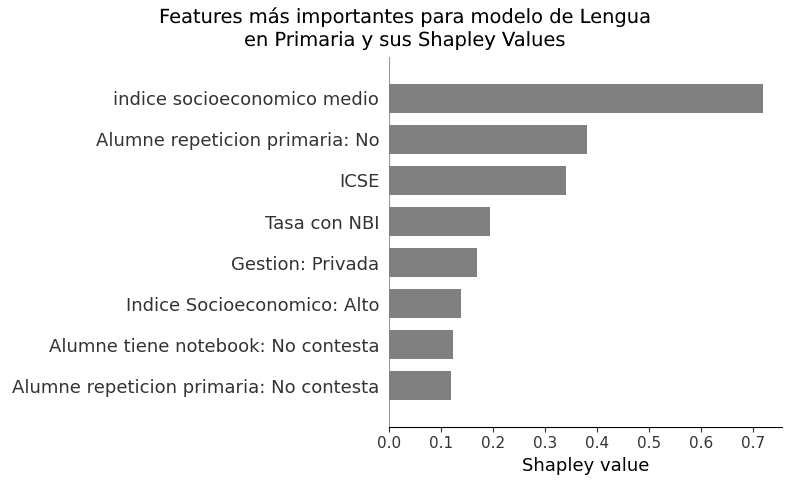 Features más importantes para modelo de Lengua
en Primaria y sus Shapley Values
indice socioeconomico medio
Alumne repeticion primaria: No
ICSE
Tasa con NBI
Gestion: Privada
Indice Socioeconomico: Alto
Alumne tiene notebook: No contesta
Alumne repeticion primaria: No contesta
0.0 0.1 0.2 0.3 0.4 0.5 0.6 0.7
Shapley value